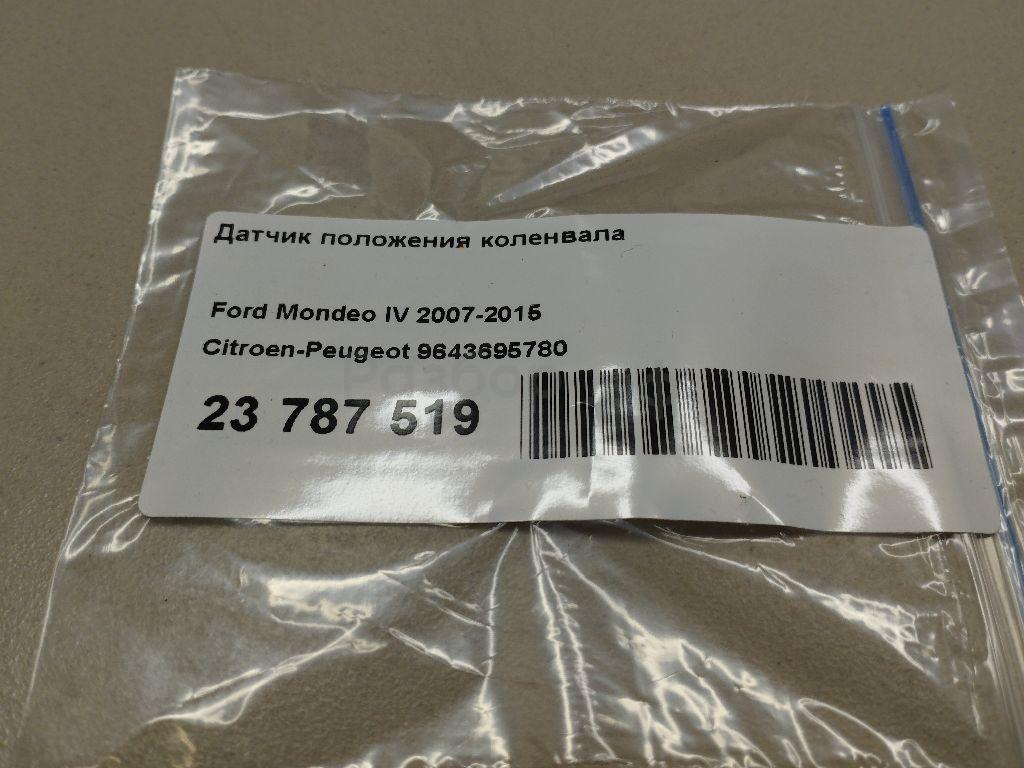 Датчик положения коленвала
Ford Mondeo IV 2007-2015
Citroen-Peugeot 9643695780
23 787 519